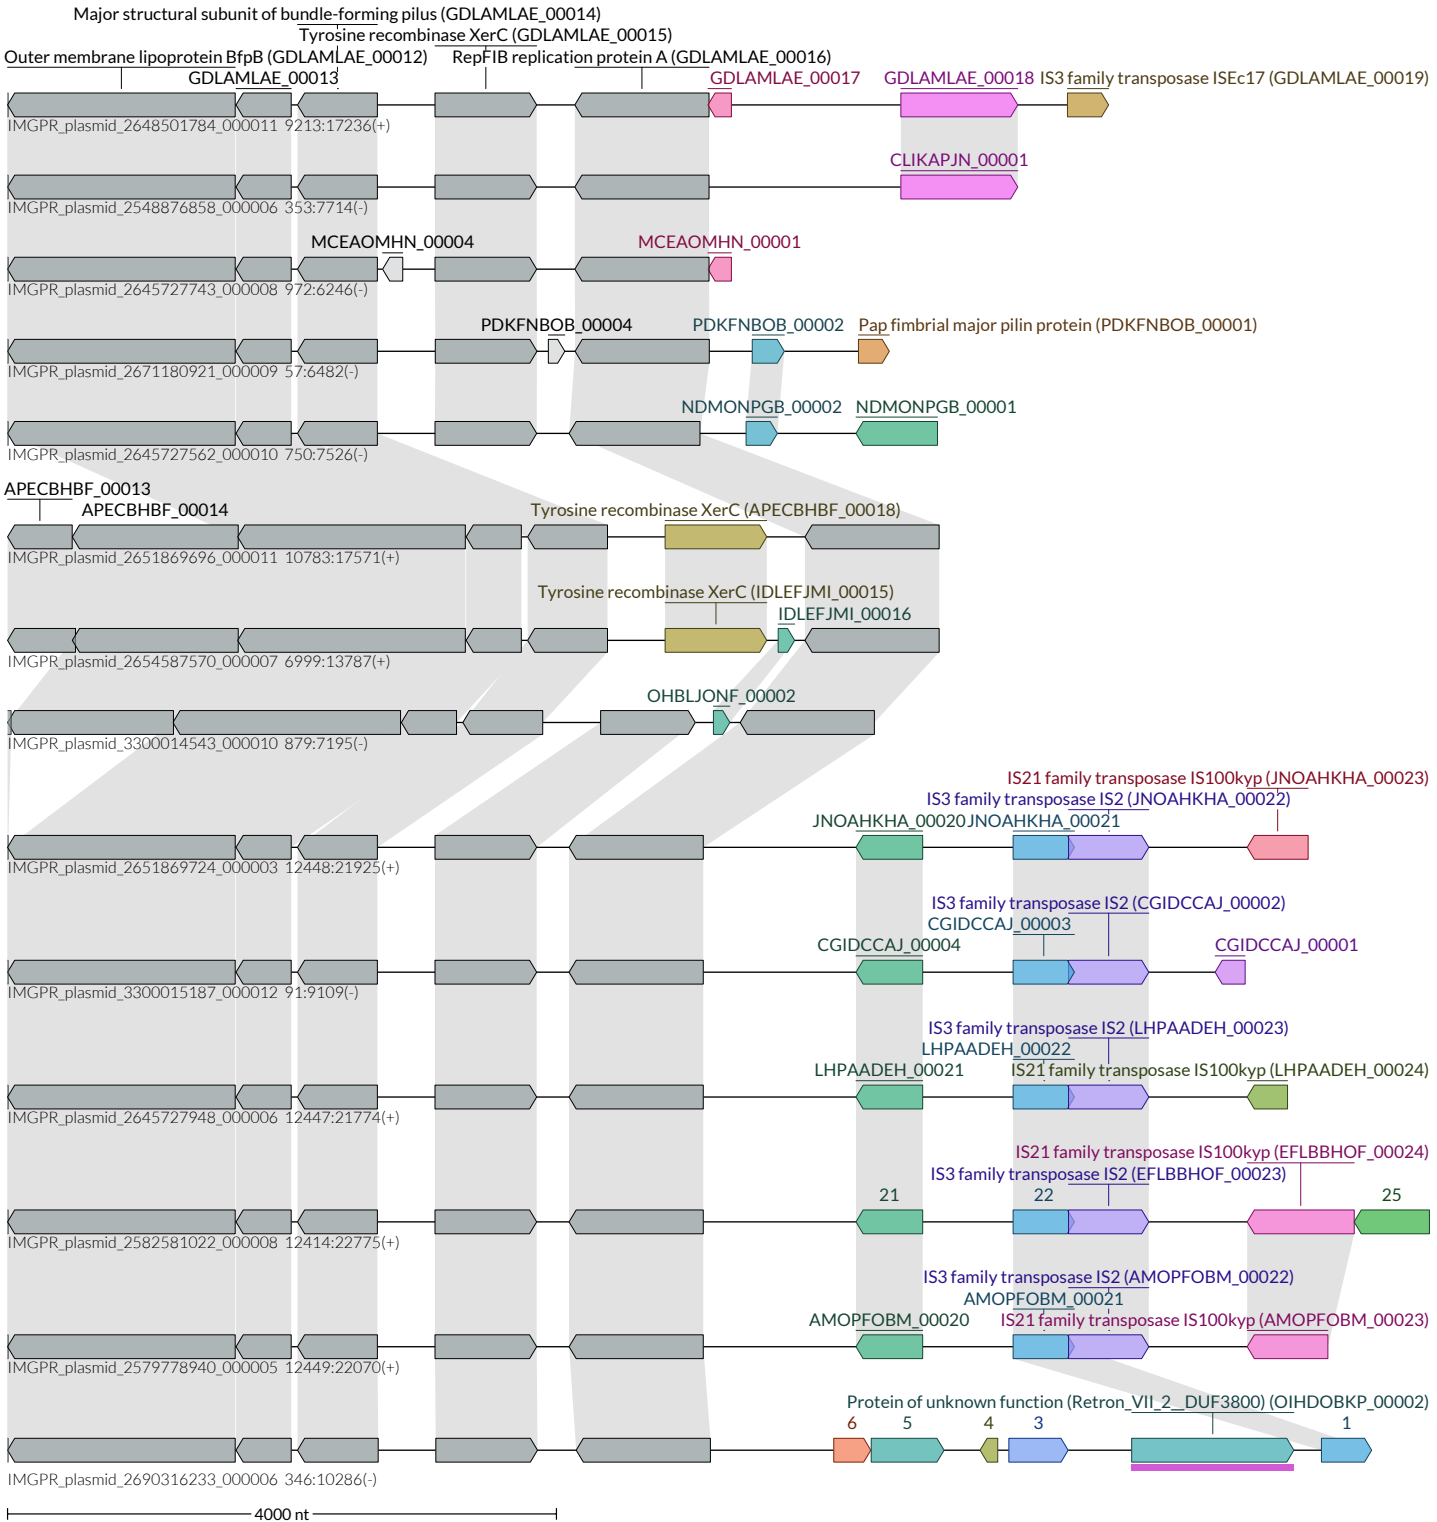 Major structural subunit of bundle-forming pilus (GDLAMLAE_00014)
Tyrosine recombinase XerC (GDLAMLAE_00015)
Outer membrane lipoprotein BfpB (GDLAMLAE_00012) RepFIB replication protein A (GDLAMLAE_00016)
GDLAMLAE_00013 GDLAMLAE_00017 GDLAMLAE_00018 IS3 family transposase ISEc17 (GDLAMLAE_00019)
IMGPR_plasmid_2648501784_000011 9213:17236(+)
CLIKAPJN_00001
IMGPR_plasmid_2548876858_000006 353:7714(-)
MCEAOMHN_00004 MCEAOMHN_00001
IMGPR_plasmid_2645727743_000008 972:6246(-)
PDKFNBOB_00004 PDKFNBOB_00002 Pap fimbrial major pilin protein (PDKFNBOB_00001)
IMGPR_plasmid_2671180921_000009 57:6482(-)
NDMONPGB_00002 NDMONPGB_00001
IMGPR_plasmid_2645727562_000010 750:7526(-)
APECBHBF_00013
APECBHBF_00014 Tyrosine recombinase XerC (APECBHBF_00018)
IMGPR_plasmid_2651869696_000011 10783:17571(+)
Tyrosine recombinase XerC (IDLEFJMI_00015)
IDLEFJMI_00016
IMGPR_plasmid_2654587570_000007 6999:13787(+)
OHBLJONF_00002
IMGPR_plasmid_3300014543_000010 879:7195(-)
IS21 family transposase IS100kyp (JNOAHKHA_00023)
IS3 family transposase IS2 (JNOAHKHA_00022)
JNOAHKHA_00020 JNOAHKHA_00021
IMGPR_plasmid_2651869724_000003 12448:21925(+)
IS3 family transposase IS2 (CGIDCCAJ_00002)
CGIDCCAJ_00003
CGIDCCAJ_00004 CGIDCCAJ_00001
IMGPR_plasmid_3300015187_000012 91:9109(-)
IS3 family transposase IS2 (LHPAADEH_00023)
LHPAADEH_00022
LHPAADEH_00021 IS21 family transposase IS100kyp (LHPAADEH_00024)
IMGPR_plasmid_2645727948_000006 12447:21774(+)
IS21 family transposase IS100kyp (EFLBBHOF_00024)
IS3 family transposase IS2 (EFLBBHOF_00023)
21 22 25
IMGPR_plasmid_2582581022_000008 12414:22775(+)
IS3 family transposase IS2 (AMOPFOBM_00022)
AMOPFOBM_00021
AMOPFOBM_00020 IS21 family transposase IS100kyp (AMOPFOBM_00023)
IMGPR_plasmid_2579778940_000005 12449:22070(+)
Protein of unknown function (Retron_VII_2__DUF3800) (OIHDOBKP_00002)
6 5 4 3 1
IMGPR_plasmid_2690316233_000006 346:10286(-)
4000 nt